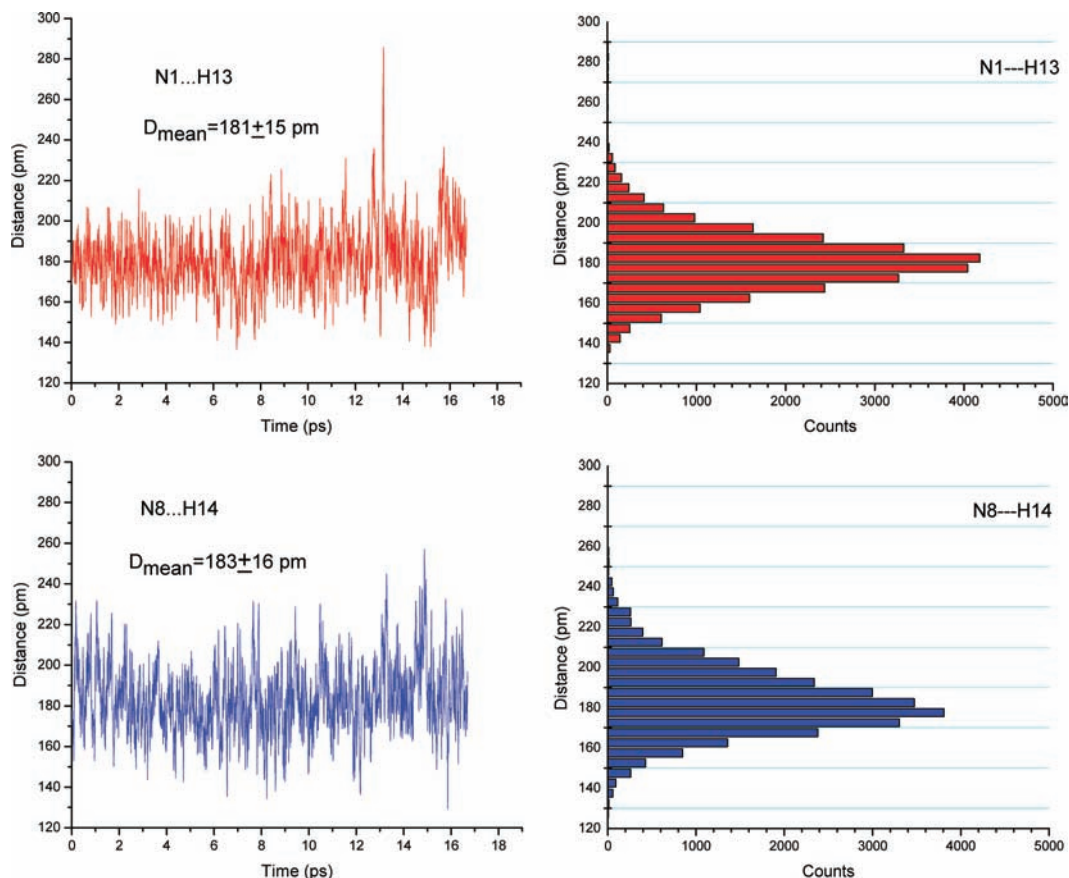 300
280
260
240
220
200
180
160
140
120
Distance (pm)
N1...H13
Dmean=181±15 pm
0 2 4 6 8 10 12 14 16 18
Time (ps)
300
280
260
240
220
200
180
160
140
120
Distance (pm)
N1---H13
0 1000 2000 3000 4000 5000
Counts
300
280
260
240
220
200
180
160
140
120
Distance (pm)
N8...H14
Dmean=183±16 pm
0 2 4 6 8 10 12 14 16 18
Time (ps)
300
280
260
240
220
200
180
160
140
120
Distance (pm)
N8---H14
0 1000 2000 3000 4000 5000
Counts